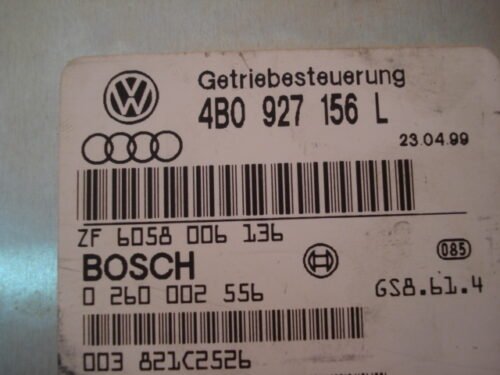 Getriebesteuerung
4B0 927 156 L
23.04.99
ZF 6058 006 136
BOSCH
085
0 260 002 556
GS8.61.4
003 821C2526